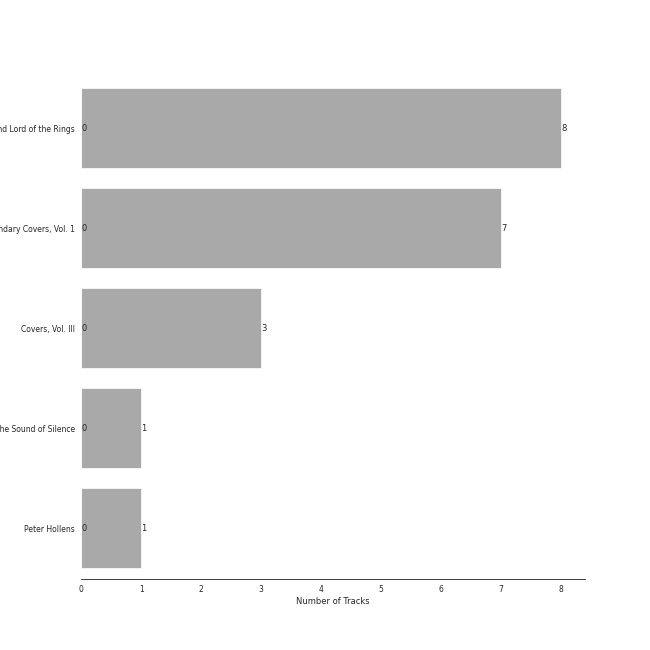 nd Lord of the Rings 0 8
ndary Covers, Vol. 1 0 7
Covers, Vol. III 0 3
he Sound of Silence 0 1
Peter Hollens 0 1
0 1 2 3 4 5 6 7 8
Number of Tracks